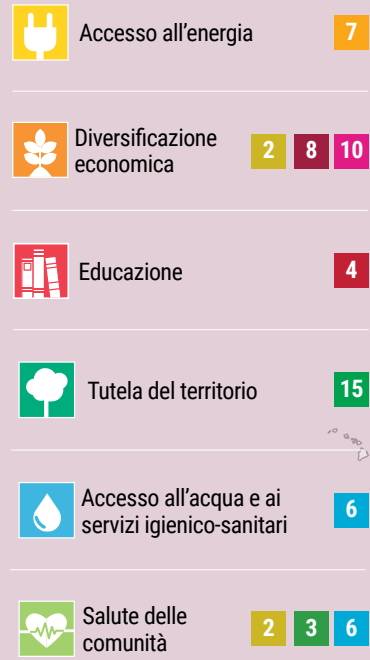 Accesso all'energia 7
Diversificazione
economica 2 8 10
Educazione 4
Tutela del territorio 15
Accesso all'acqua e ai
servizi igienico-sanitari 6
Salute delle
comunità 2 3 6